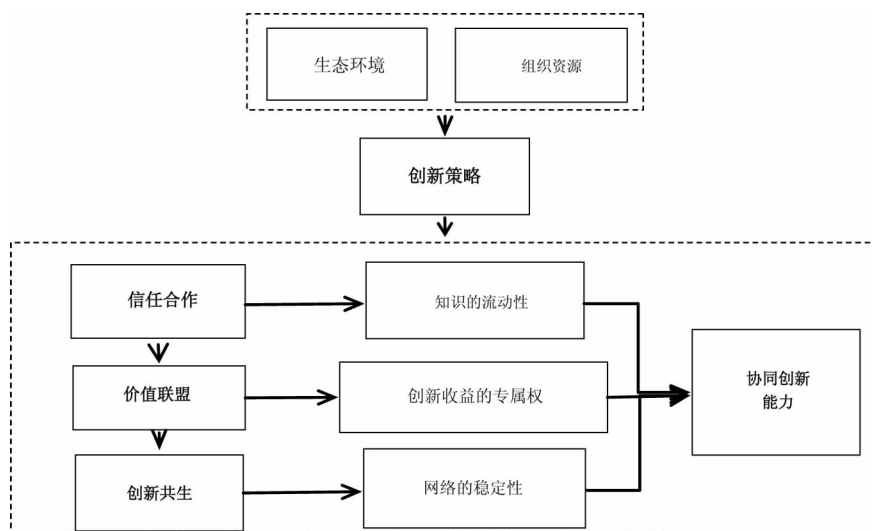 生态环境
组织资源
创新策略
信任合作
知识的流动性
价值联盟
创新收益的专属权
协同创新
能力
创新共生
网络的稳定性